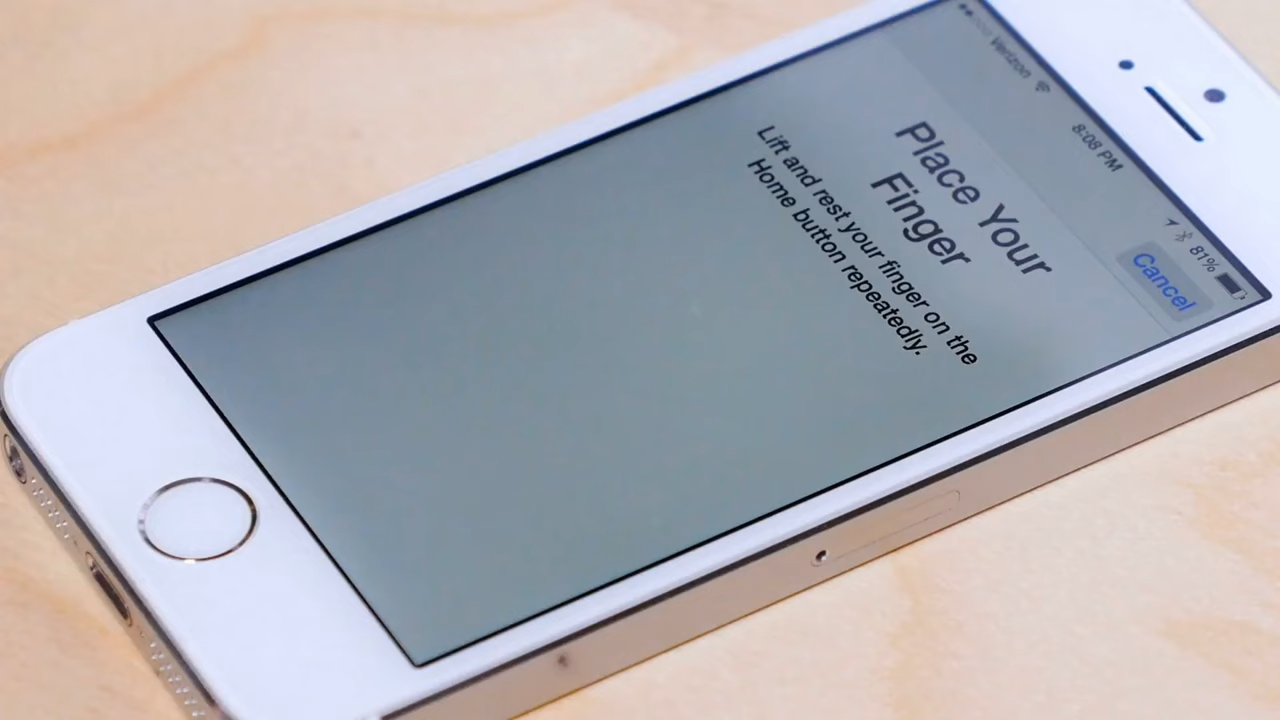 Verizon 8:08 PM 81%
Cancel
Place Your
Finger
Lift and rest your finger on the
Home button repeatedly.